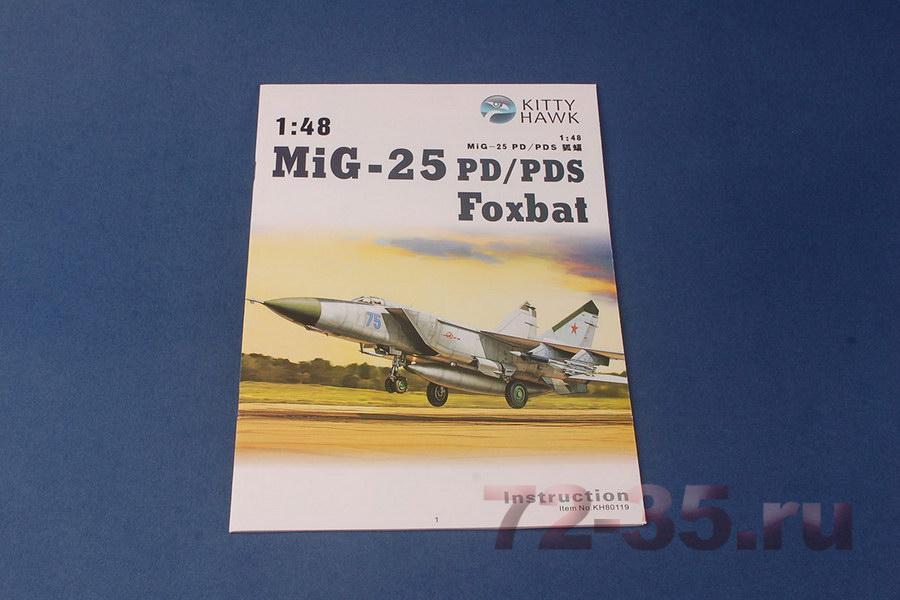 KITTY
HAWK
1:48
1:48
MiG-25 PD/PDS 狐蝠
MiG-25 PD/PDS
Foxbat
75
Instruction
Item No.KH80119
1
72-35.ru